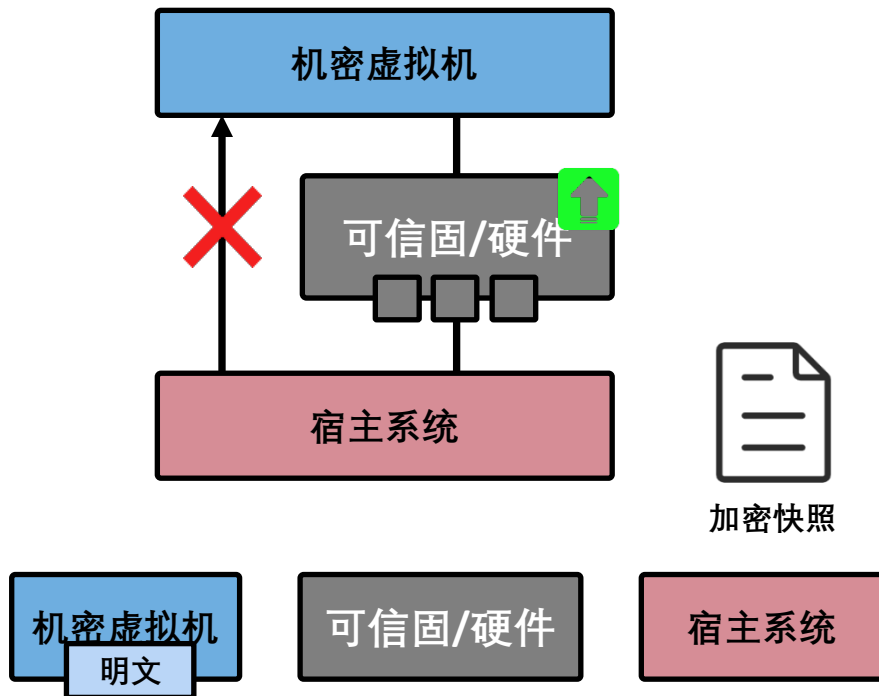 机密虚拟机
可信固/硬件
宿主系统
加密快照
机密虚拟机
可信固/硬件
宿主系统
明文